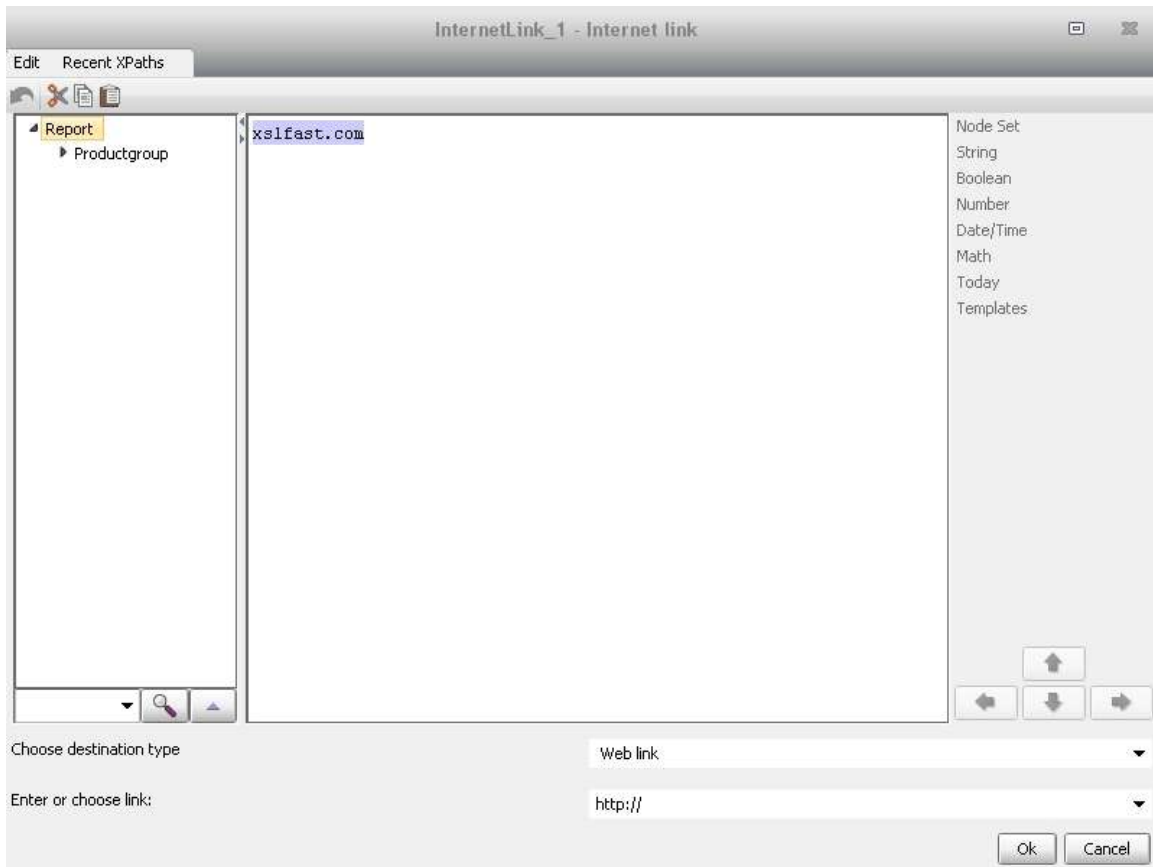 InternetLink_1 - Internet link
Edit Recent XPaths
Report
Productgroup
xslfast.com
Node Set
String
Boolean
Number
Date/Time
Math
Today
Templates
Choose destination type
Web link
Enter or choose link:
http://
Ok Cancel